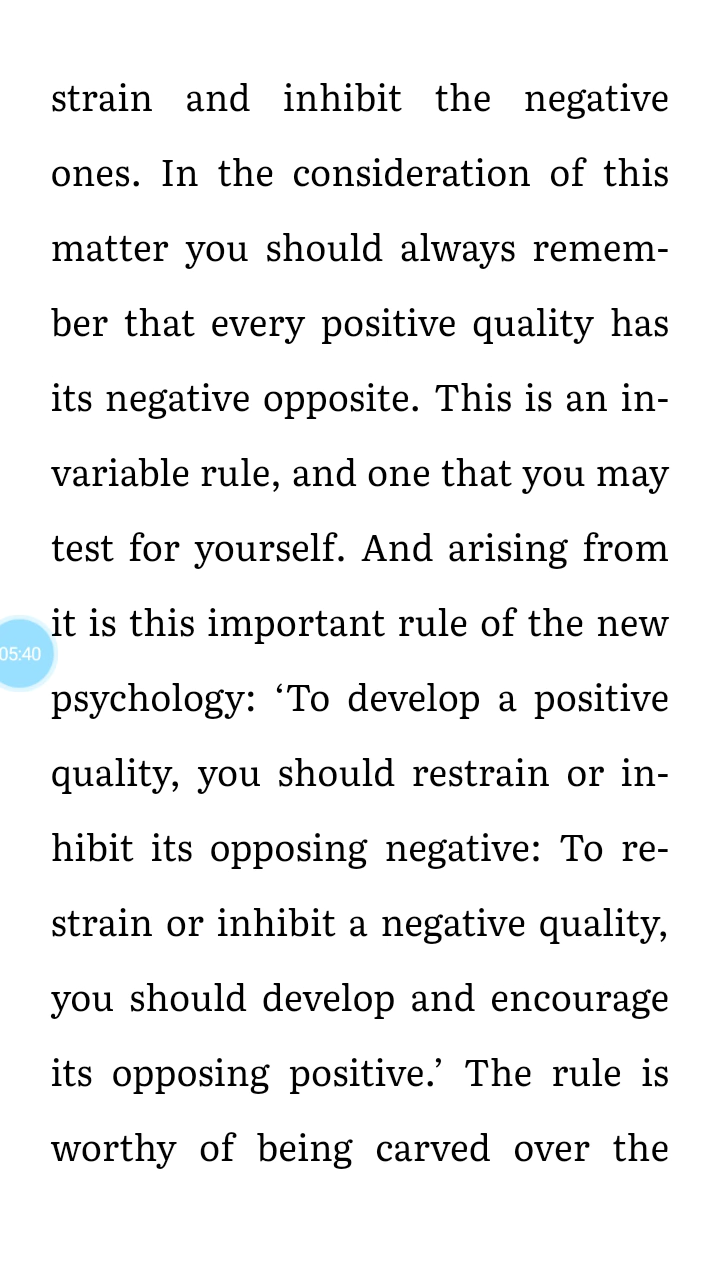 strain and inhibit the negative
ones. In the consideration of this
matter you should always remem-
ber that every positive quality has
its negative opposite. This is an in-
variable rule, and one that you may
test for yourself. And arising from
it is this important rule of the new
05:40
psychology: ‘To develop a positive
quality, you should restrain or in-
hibit its opposing negative: To re-
strain or inhibit a negative quality,
you should develop and encourage
its opposing positive.’ The rule is
worthy of being carved over the